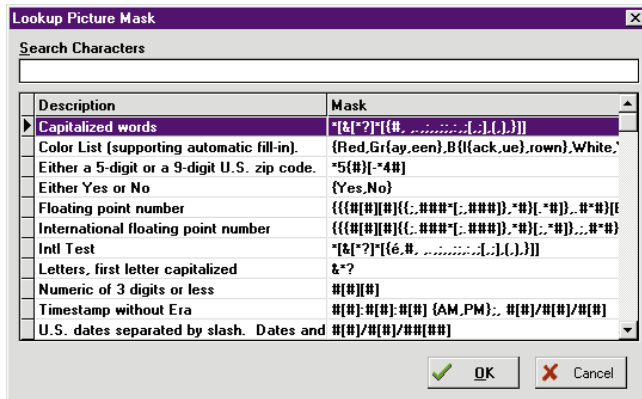 Lookup Picture Mask
Search Characters
Description Mask
Capitalized words *[&[*?]*[{#, ,.,;,,;;,:,;[,;],(,),}]]
Color List (supporting automatic fill-in). {Red,Gr{ay,een},B{l{ack,ue},rown},White,
Either a 5-digit or a 9-digit U.S. zip code. *5{#}[-*4#]
Either Yes or No {Yes,No}
Floating point number {{{#[#][#]{{;,###*[;,###]},*#}[.*#]},.#*#}[E
International floating point number {{{#[#][#]{{;.###*[;.###]},*#}[;,*#]},;,#*#}
Intl Test *[&[*?]*[{é,#, ,.,;,,;;,:,;[,;],(,),}]]
Letters, first letter capitalized &*?
Numeric of 3 digits or less #[#][#]
Timestamp without Era #[#]:#[#]:#[#] {AM,PM};, #[#]/#[#]/#[#]
U.S. dates separated by slash. Dates and #[#]/#[#]/##[##]
OK Cancel